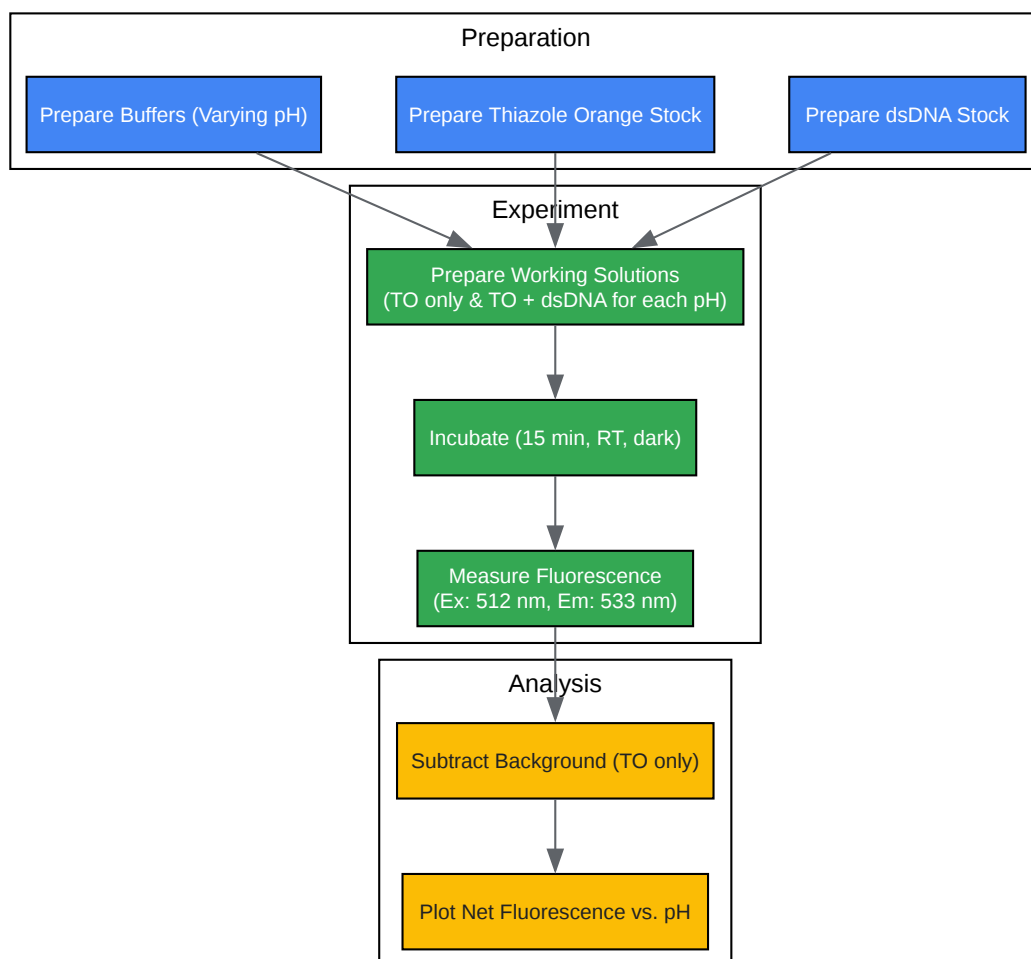 Preparation
Prepare Buffers (Varying pH)
Prepare Thiazole Orange Stock
Prepare dsDNA Stock
Experiment
Prepare Working Solutions
(TO only & TO + dsDNA for each pH)
Incubate (15 min, RT, dark)
Measure Fluorescence
(Ex: 512 nm, Em: 533 nm)
Analysis
Subtract Background (TO only)
Plot Net Fluorescence vs. pH